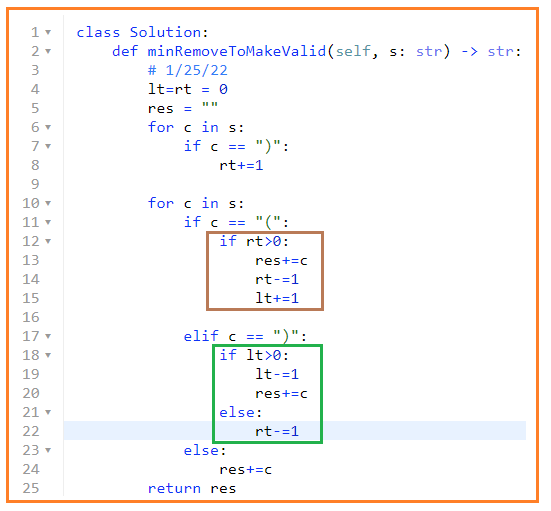 1 class Solution:
2     def minRemoveToMakeValid(self, s: str) -> str:
3         # 1/25/22
4         lt=rt = 0
5         res = ""
6         for c in s:
7             if c == ")":
8                 rt+=1
9
10         for c in s:
11             if c == "(":
12                 if rt>0:
13                     res+=c
14                     rt-=1
15                     lt+=1
16
17             elif c == ")":
18                 if lt>0:
19                     lt-=1
20                     res+=c
21                 else:
22                     rt-=1
23             else:
24                 res+=c
25         return res